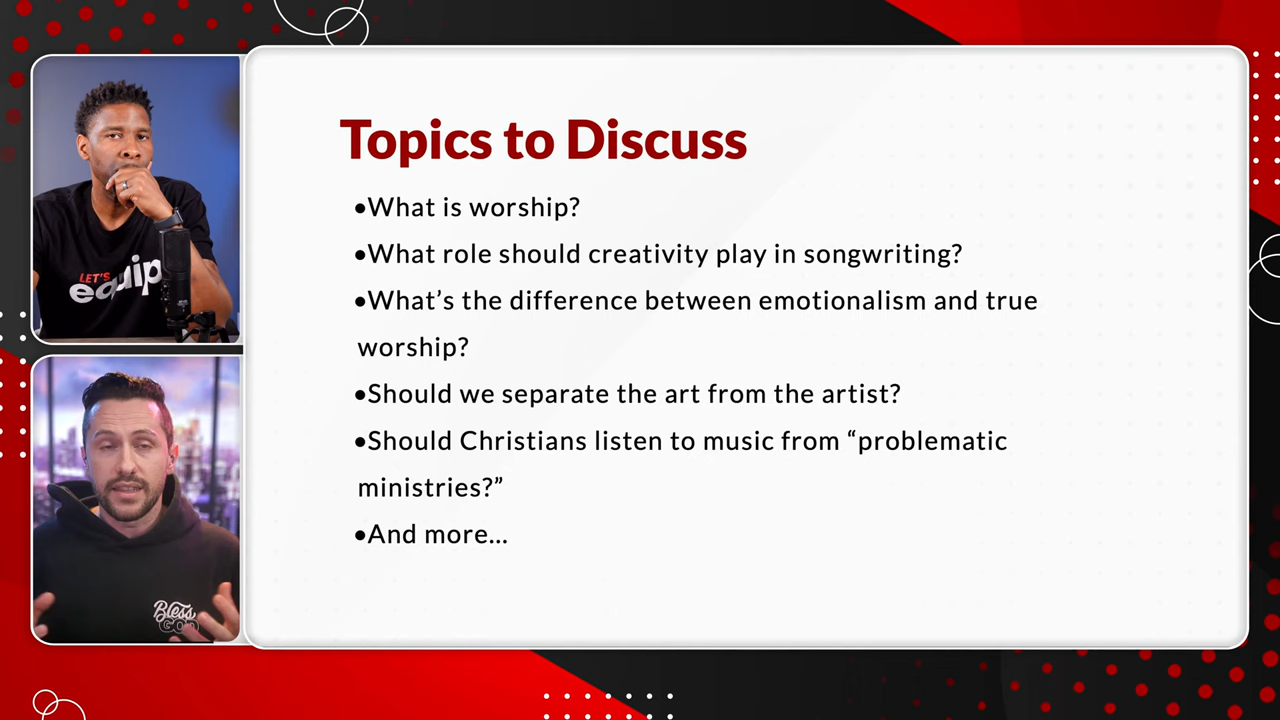 Topics to Discuss
•What is worship?
•What role should creativity play in songwriting?
•What’s the difference between emotionalism and true
worship?
•Should we separate the art from the artist?
•Should Christians listen to music from “problematic
ministries?”
•And more...
LET'S
equip
Bless
GOD